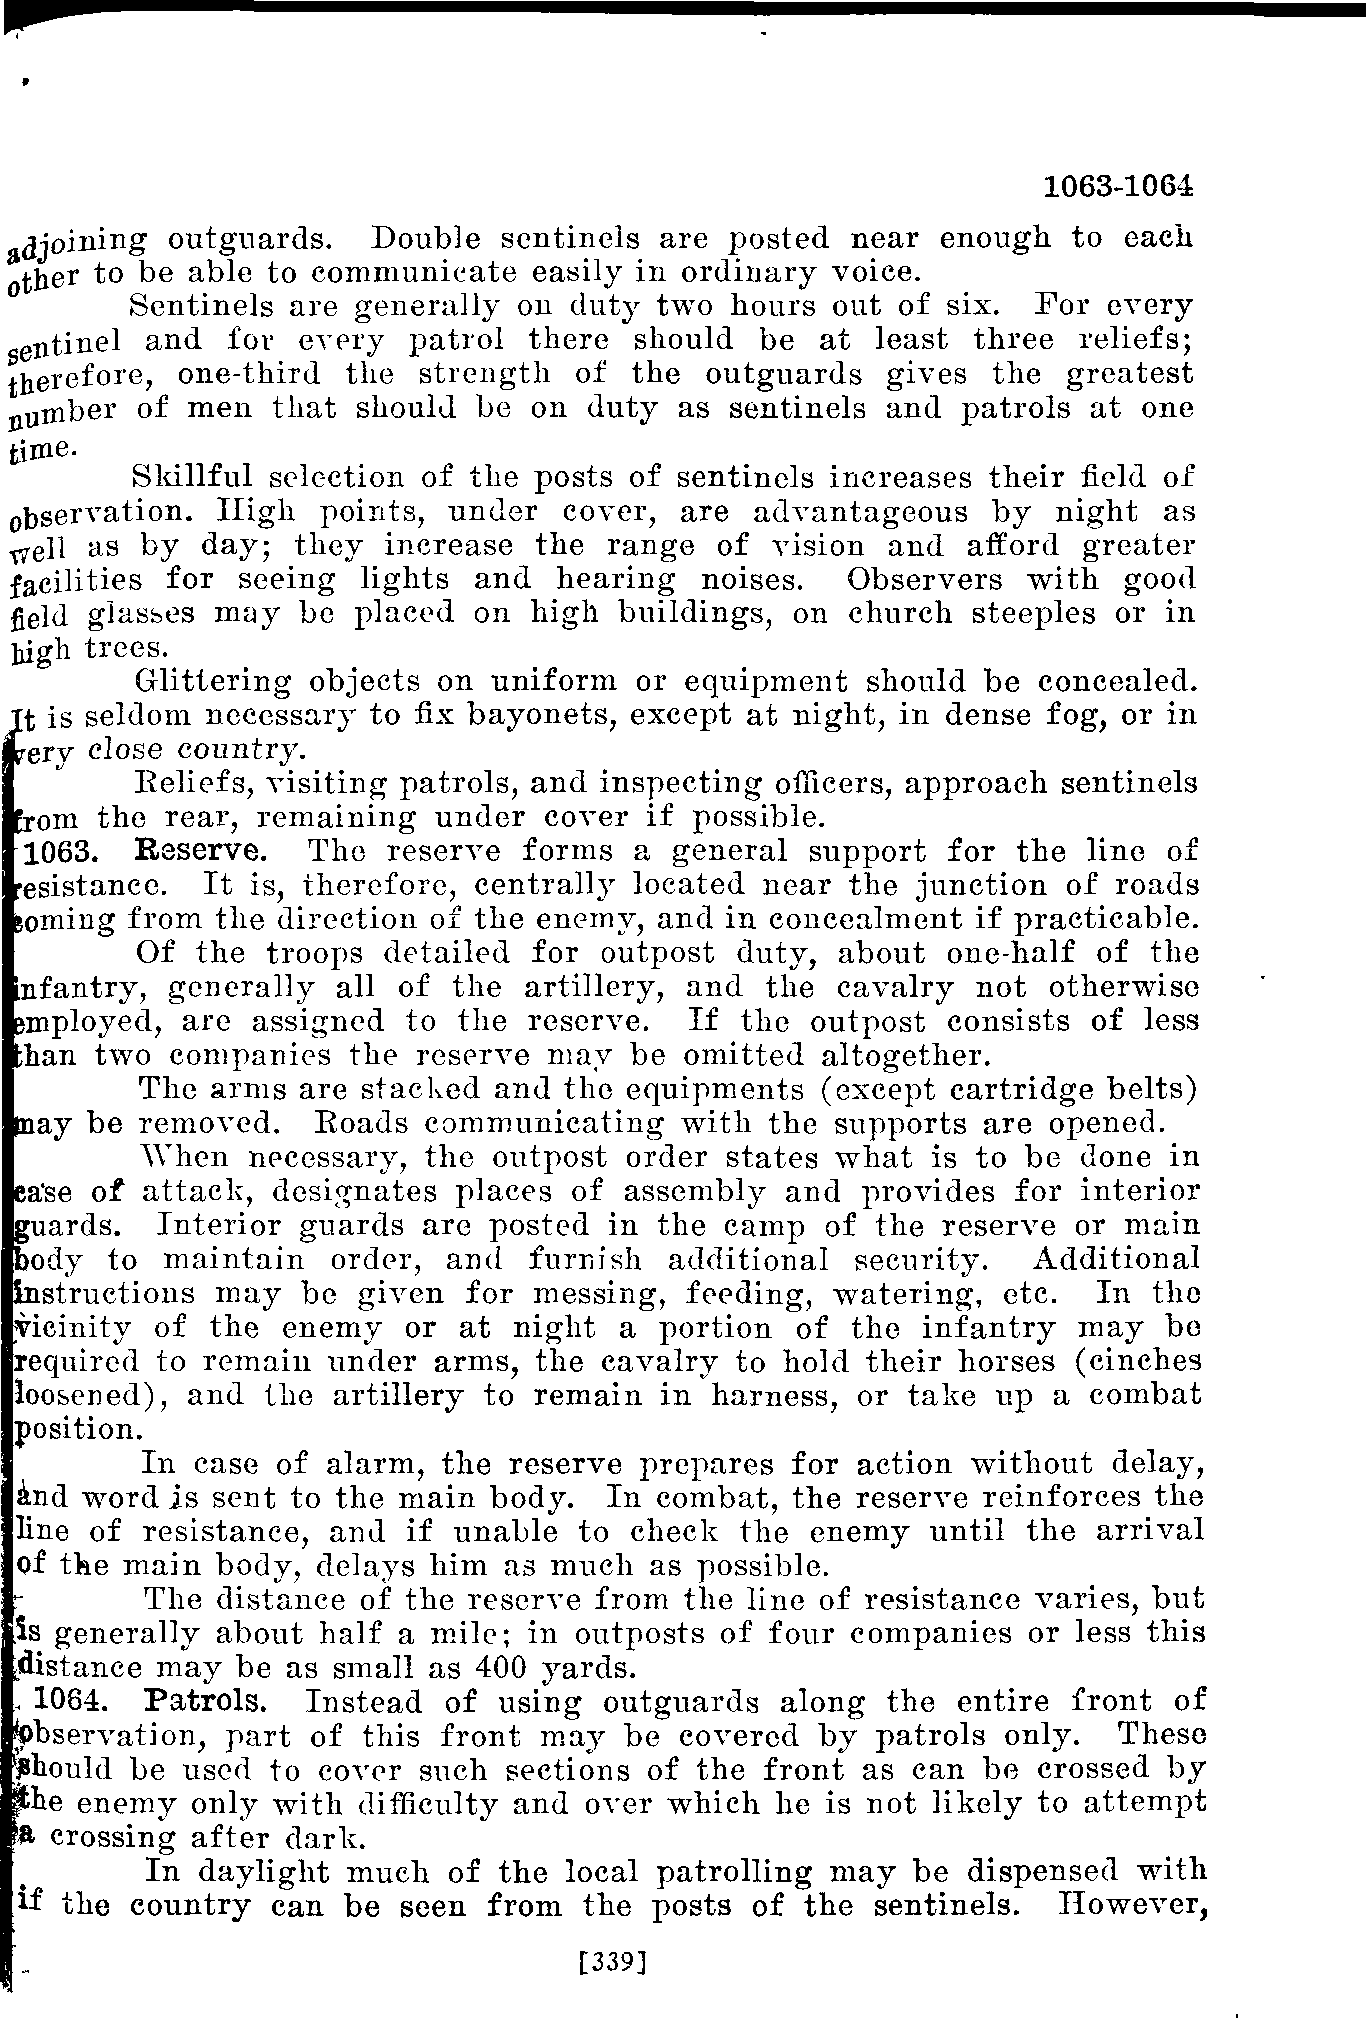 1063-1064
adjoining outguards. Double sentinels are posted near enough to each
other to be able to communicate easily in ordinary voice.
Sentinels are generally on duty two hours out of six. For every
sentinel and for every patrol there should be at least three reliefs;
therefore, one-third the strength of the outguards gives the greatest
number of men that should be on duty as sentinels and patrols at one
time.
Skillful selection of the posts of sentinels increases their field of
observation. High points, under cover, are advantageous by night as
well as by day; they increase the range of vision and afford greater
facilities for seeing lights and hearing noises. Observers with good
field glasses may be placed on high buildings, on church steeples or in
high trees.
Glittering objects on uniform or equipment should be concealed.
It is seldom necessary to fix bayonets, except at night, in dense fog, or in
very close country.
Reliefs, visiting patrols, and inspecting officers, approach sentinels
from the rear, remaining under cover if possible.
1063. Reserve. The reserve forms a general support for the line of
resistance. It is, therefore, centrally located near the junction of roads
coming from the direction of the enemy, and in concealment if practicable.
Of the troops detailed for outpost duty, about one-half of the
infantry, generally all of the artillery, and the cavalry not otherwise
employed, are assigned to the reserve. If the outpost consists of less
than two companies the reserve may be omitted altogether.
The arms are stacked and the equipments (except cartridge belts)
may be removed. Roads communicating with the supports are opened.
When necessary, the outpost order states what is to be done in
case of attack, designates places of assembly and provides for interior
guards. Interior guards are posted in the camp of the reserve or main
body to maintain order, and furnish additional security. Additional
instructions may be given for messing, feeding, watering, etc. In the
vicinity of the enemy or at night a portion of the infantry may be
required to remain under arms, the cavalry to hold their horses (cinches
loosened), and the artillery to remain in harness, or take up a combat
position.
In case of alarm, the reserve prepares for action without delay,
and word is sent to the main body. In combat, the reserve reinforces the
line of resistance, and if unable to check the enemy until the arrival
of the main body, delays him as much as possible.
The distance of the reserve from the line of resistance varies, but
is generally about half a mile; in outposts of four companies or less this
distance may be as small as 400 yards.
1064. Patrols. Instead of using outguards along the entire front of
observation, part of this front may be covered by patrols only. These
should be used to cover such sections of the front as can be crossed by
the enemy only with difficulty and over which he is not likely to attempt
a crossing after dark.
In daylight much of the local patrolling may be dispensed with
if the country can be seen from the posts of the sentinels. However,
[339]